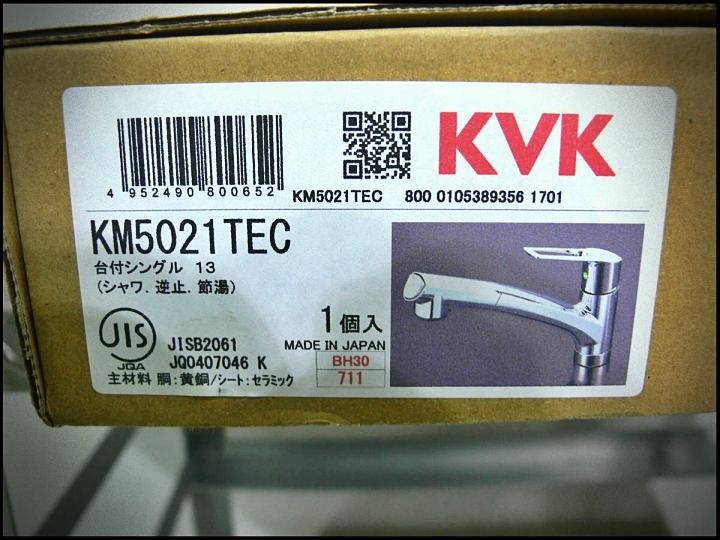 KVK
4 952490 800652
KM5021TEC 800 0105389356 1701
KM5021TEC
台付シングル 13
(シャワ.逆止.節湯)
1個入
JIS
JQA
JISB2061
JQ0407046 K
MADE IN JAPAN
BH30
711
主材料 胴:黄銅/シート:セラミック